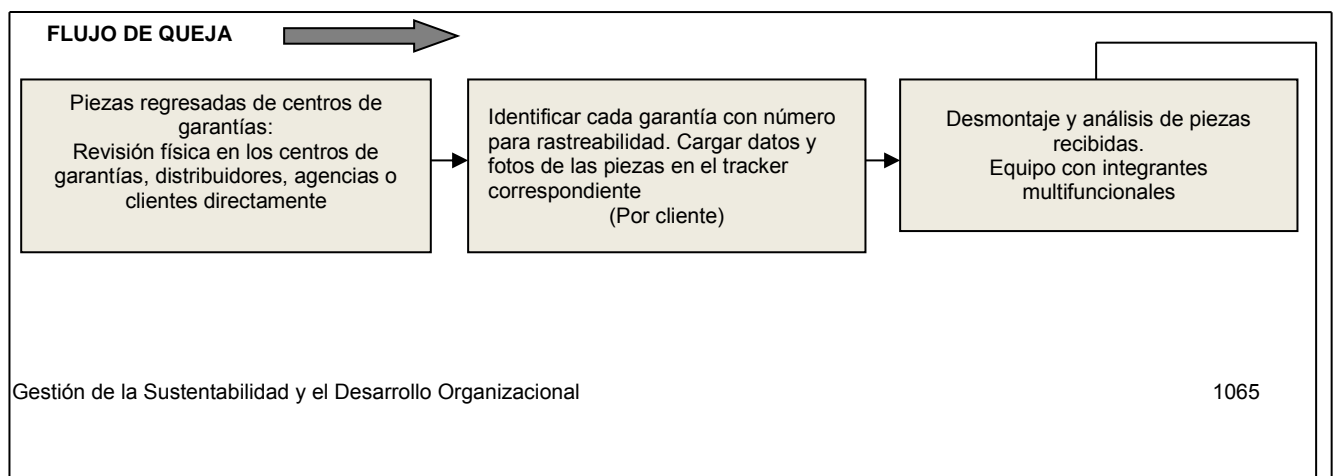 FLUJO DE QUEJA
Piezas regresadas de centros de
garantías:
Revisión física en los centros de
garantías, distribuidores, agencias o
clientes directamente
Identificar cada garantía con número
para rastreabilidad. Cargar datos y
fotos de las piezas en el tracker
correspondiente
(Por cliente)
Desmontaje y análisis de piezas
recibidas.
Equipo con integrantes
multifuncionales
Gestión de la Sustentabilidad y el Desarrollo Organizacional
1065